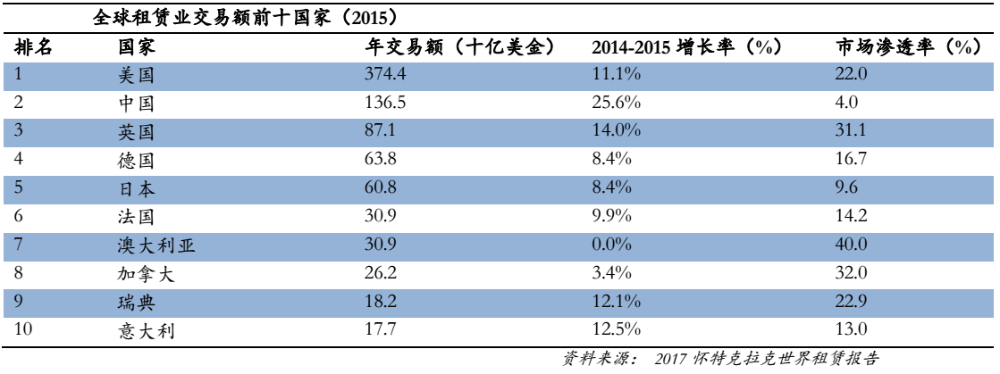 全球租赁业交易额前十国家（2015）
排名 国家 年交易额（十亿美金） 2014-2015 增长率（%） 市场渗透率（%）
1 美国 374.4 11.1% 22.0
2 中国 136.5 25.6% 4.0
3 英国 87.1 14.0% 31.1
4 德国 63.8 8.4% 16.7
5 日本 60.8 8.4% 9.6
6 法国 30.9 9.9% 14.2
7 澳大利亚 30.9 0.0% 40.0
8 加拿大 26.2 3.4% 32.0
9 瑞典 18.2 12.1% 22.9
10 意大利 17.7 12.5% 13.0
资料来源： 2017 怀特克拉克世界租赁报告